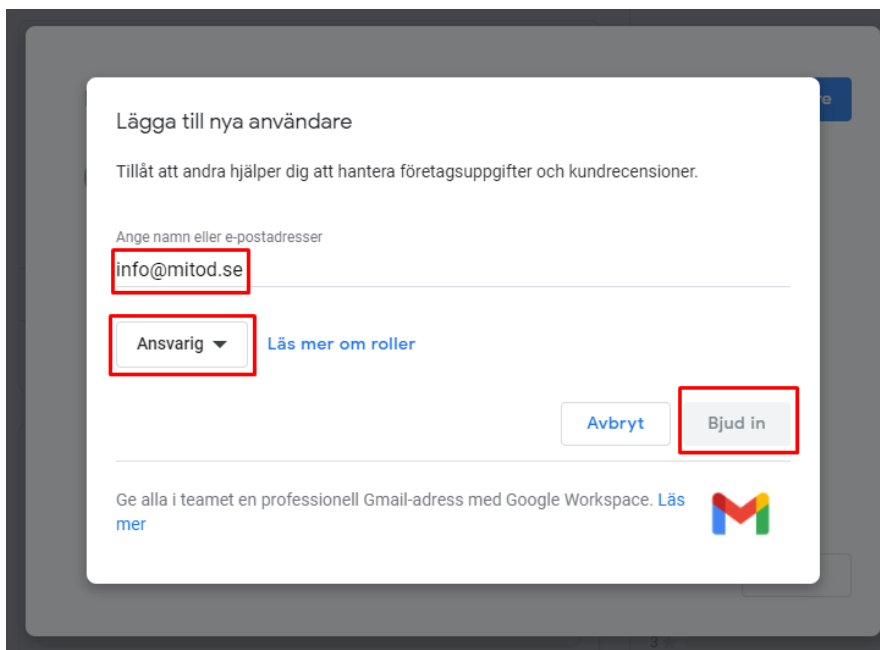 re
Lägga till nya användare
Tillåt att andra hjälper dig att hantera företagsuppgifter och kundrecensioner.
Ange namn eller e-postadresser
info@mitod.se
Ansvarig
Läs mer om roller
Avbryt
Bjud in
Ge alla i teamet en professionell Gmail-adress med Google Workspace. Läs
mer
3